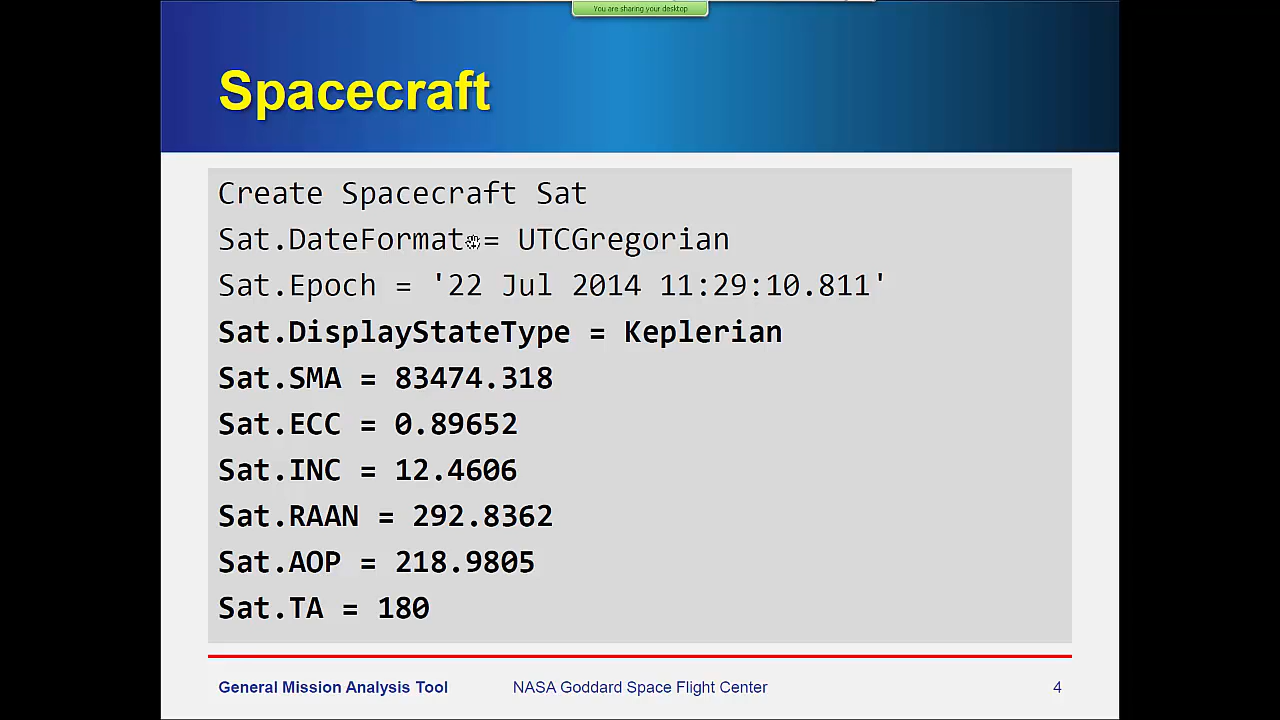 You are sharing your desktop
Spacecraft
Create Spacecraft Sat
Sat.DateFormat = UTCGregorian
Sat.Epoch = '22 Jul 2014 11:29:10.811'
Sat.DisplayStateType = Keplerian
Sat.SMA = 83474.318
Sat.ECC = 0.89652
Sat.INC = 12.4606
Sat.RAAN = 292.8362
Sat.AOP = 218.9805
Sat.TA = 180
General Mission Analysis Tool NASA Goddard Space Flight Center 4